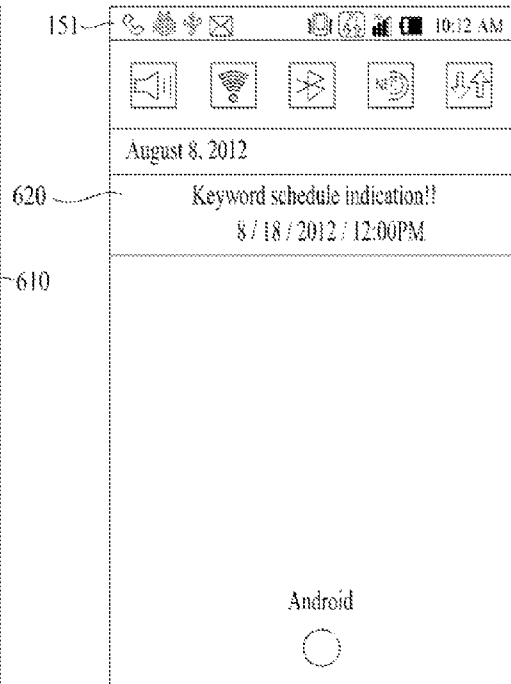 151
10:12 AM
August 8, 2012
620
Keyword schedule indication!!
8 / 18 / 2012 / 12:00PM
610
Android